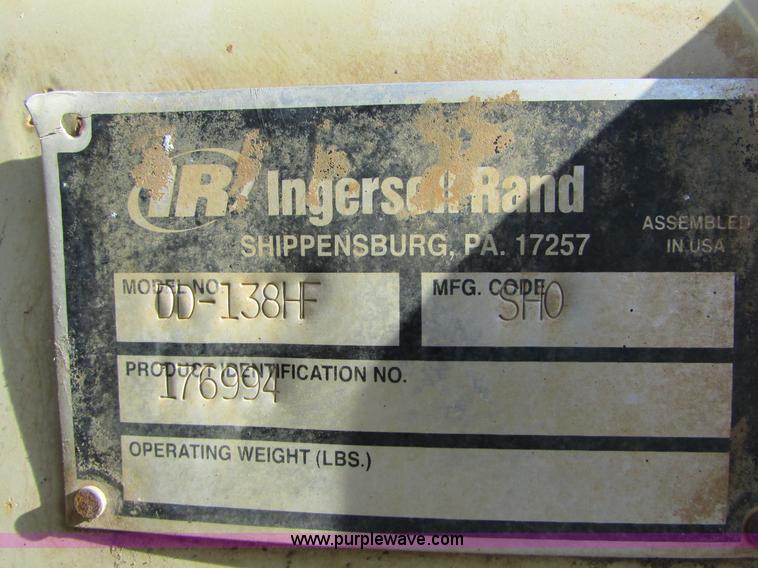 IR Ingersoll Rand
SHIPPENSBURG, PA. 17257
ASSEMBLED
IN USA
MODEL NO.
DD-138HF
MFG. CODE
SHO
PRODUCT IDENTIFICATION NO.
176994
OPERATING WEIGHT (LBS.)
www.purplewave.com